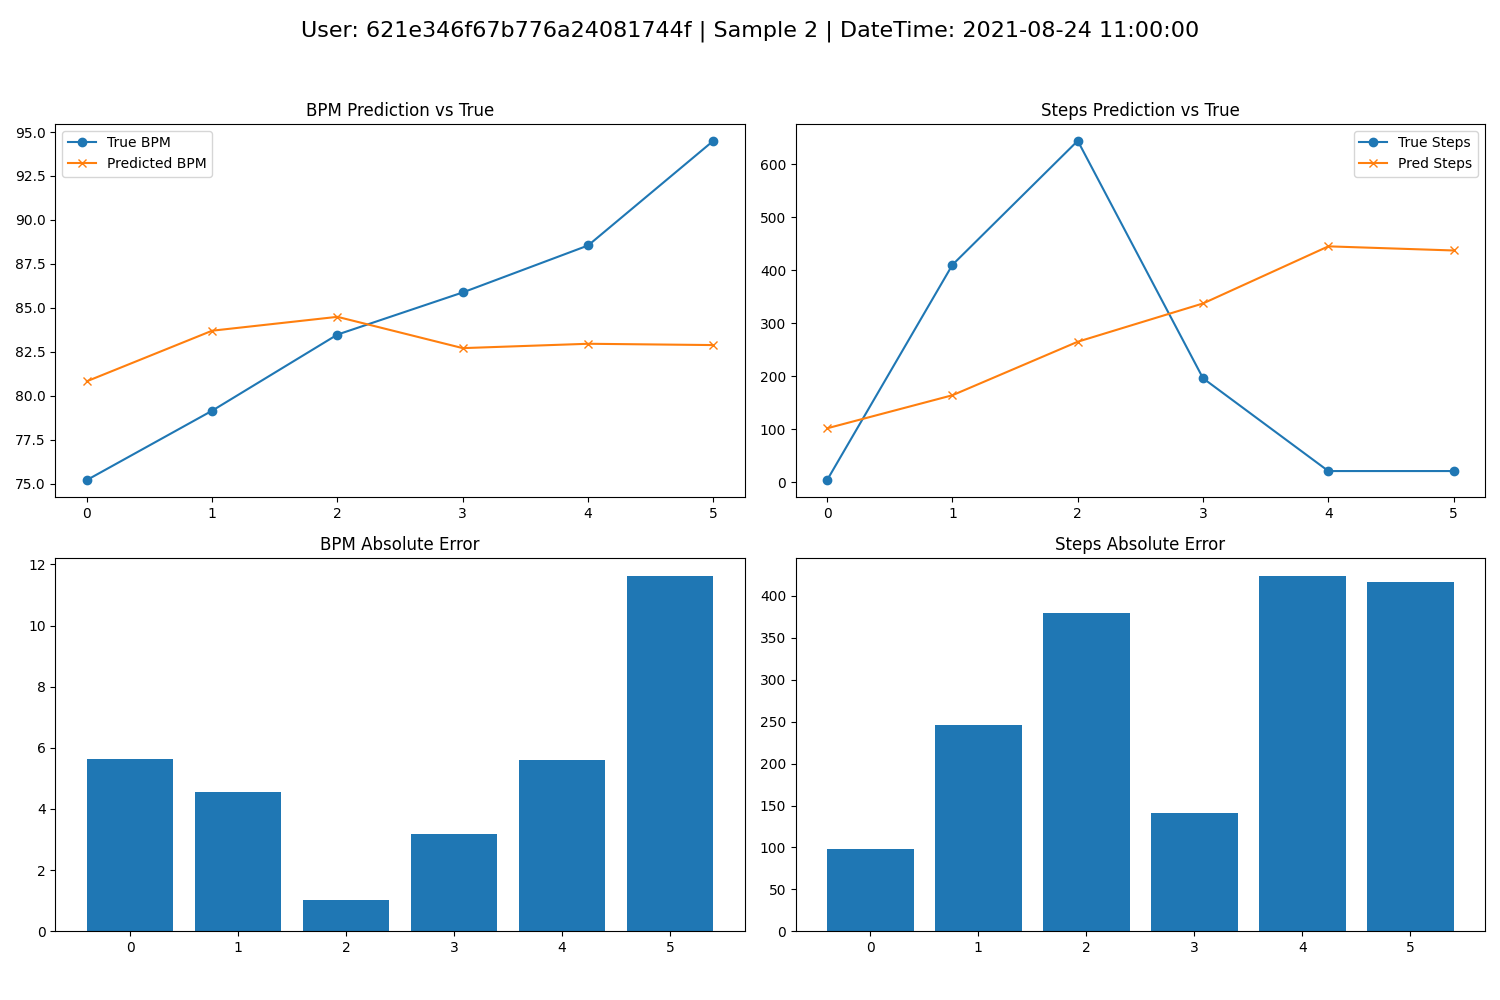 User: 621e346f67b776a24081744f | Sample 2 | DateTime: 2021-08-24 11:00:00
BPM Prediction vs True
95.0
92.5
90.0
87.5
85.0
82.5
80.0
77.5
75.0
True BPM
Predicted BPM
0 1 2 3 4 5
Steps Prediction vs True
600
500
400
300
200
100
0
True Steps
Pred Steps
0 1 2 3 4 5
BPM Absolute Error
12
10
8
6
4
2
0
0 1 2 3 4 5
Steps Absolute Error
400
350
300
250
200
150
100
50
0
0 1 2 3 4 5